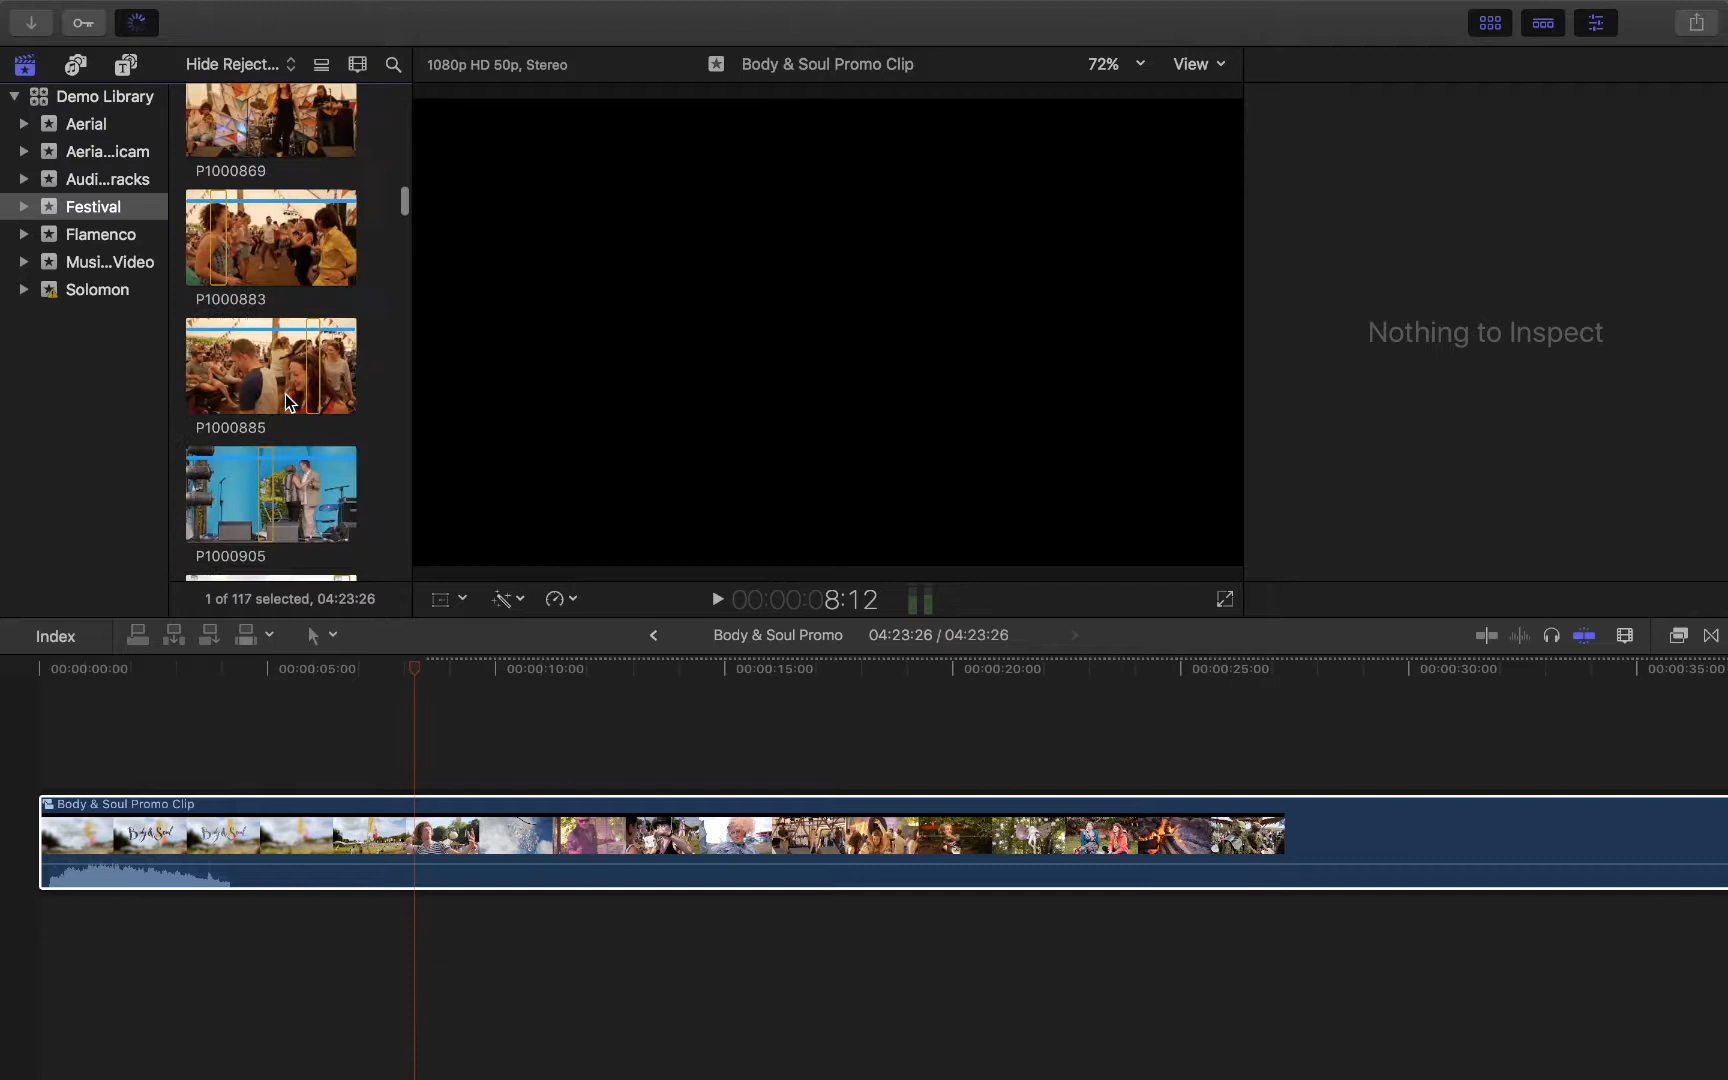 Hide Reject...
1080p HD 50p, Stereo
Body & Soul Promo Clip
72%
View
Demo Library
Aerial
Aeria...icam
Audi...racks
Festival
Flamenco
Musi...Video
Solomon
P1000869
P1000883
P1000885
P1000905
1 of 117 selected, 04:23:26
Nothing to Inspect
00:00:08:12
Index
Body & Soul Promo
04:23:26 / 04:23:26
00:00:00:00
00:00:05:00
00:00:10:00
00:00:15:00
00:00:20:00
00:00:25:00
00:00:30:00
00:00:35:00
Body & Soul Promo Clip
Body & Soul
Body & Soul